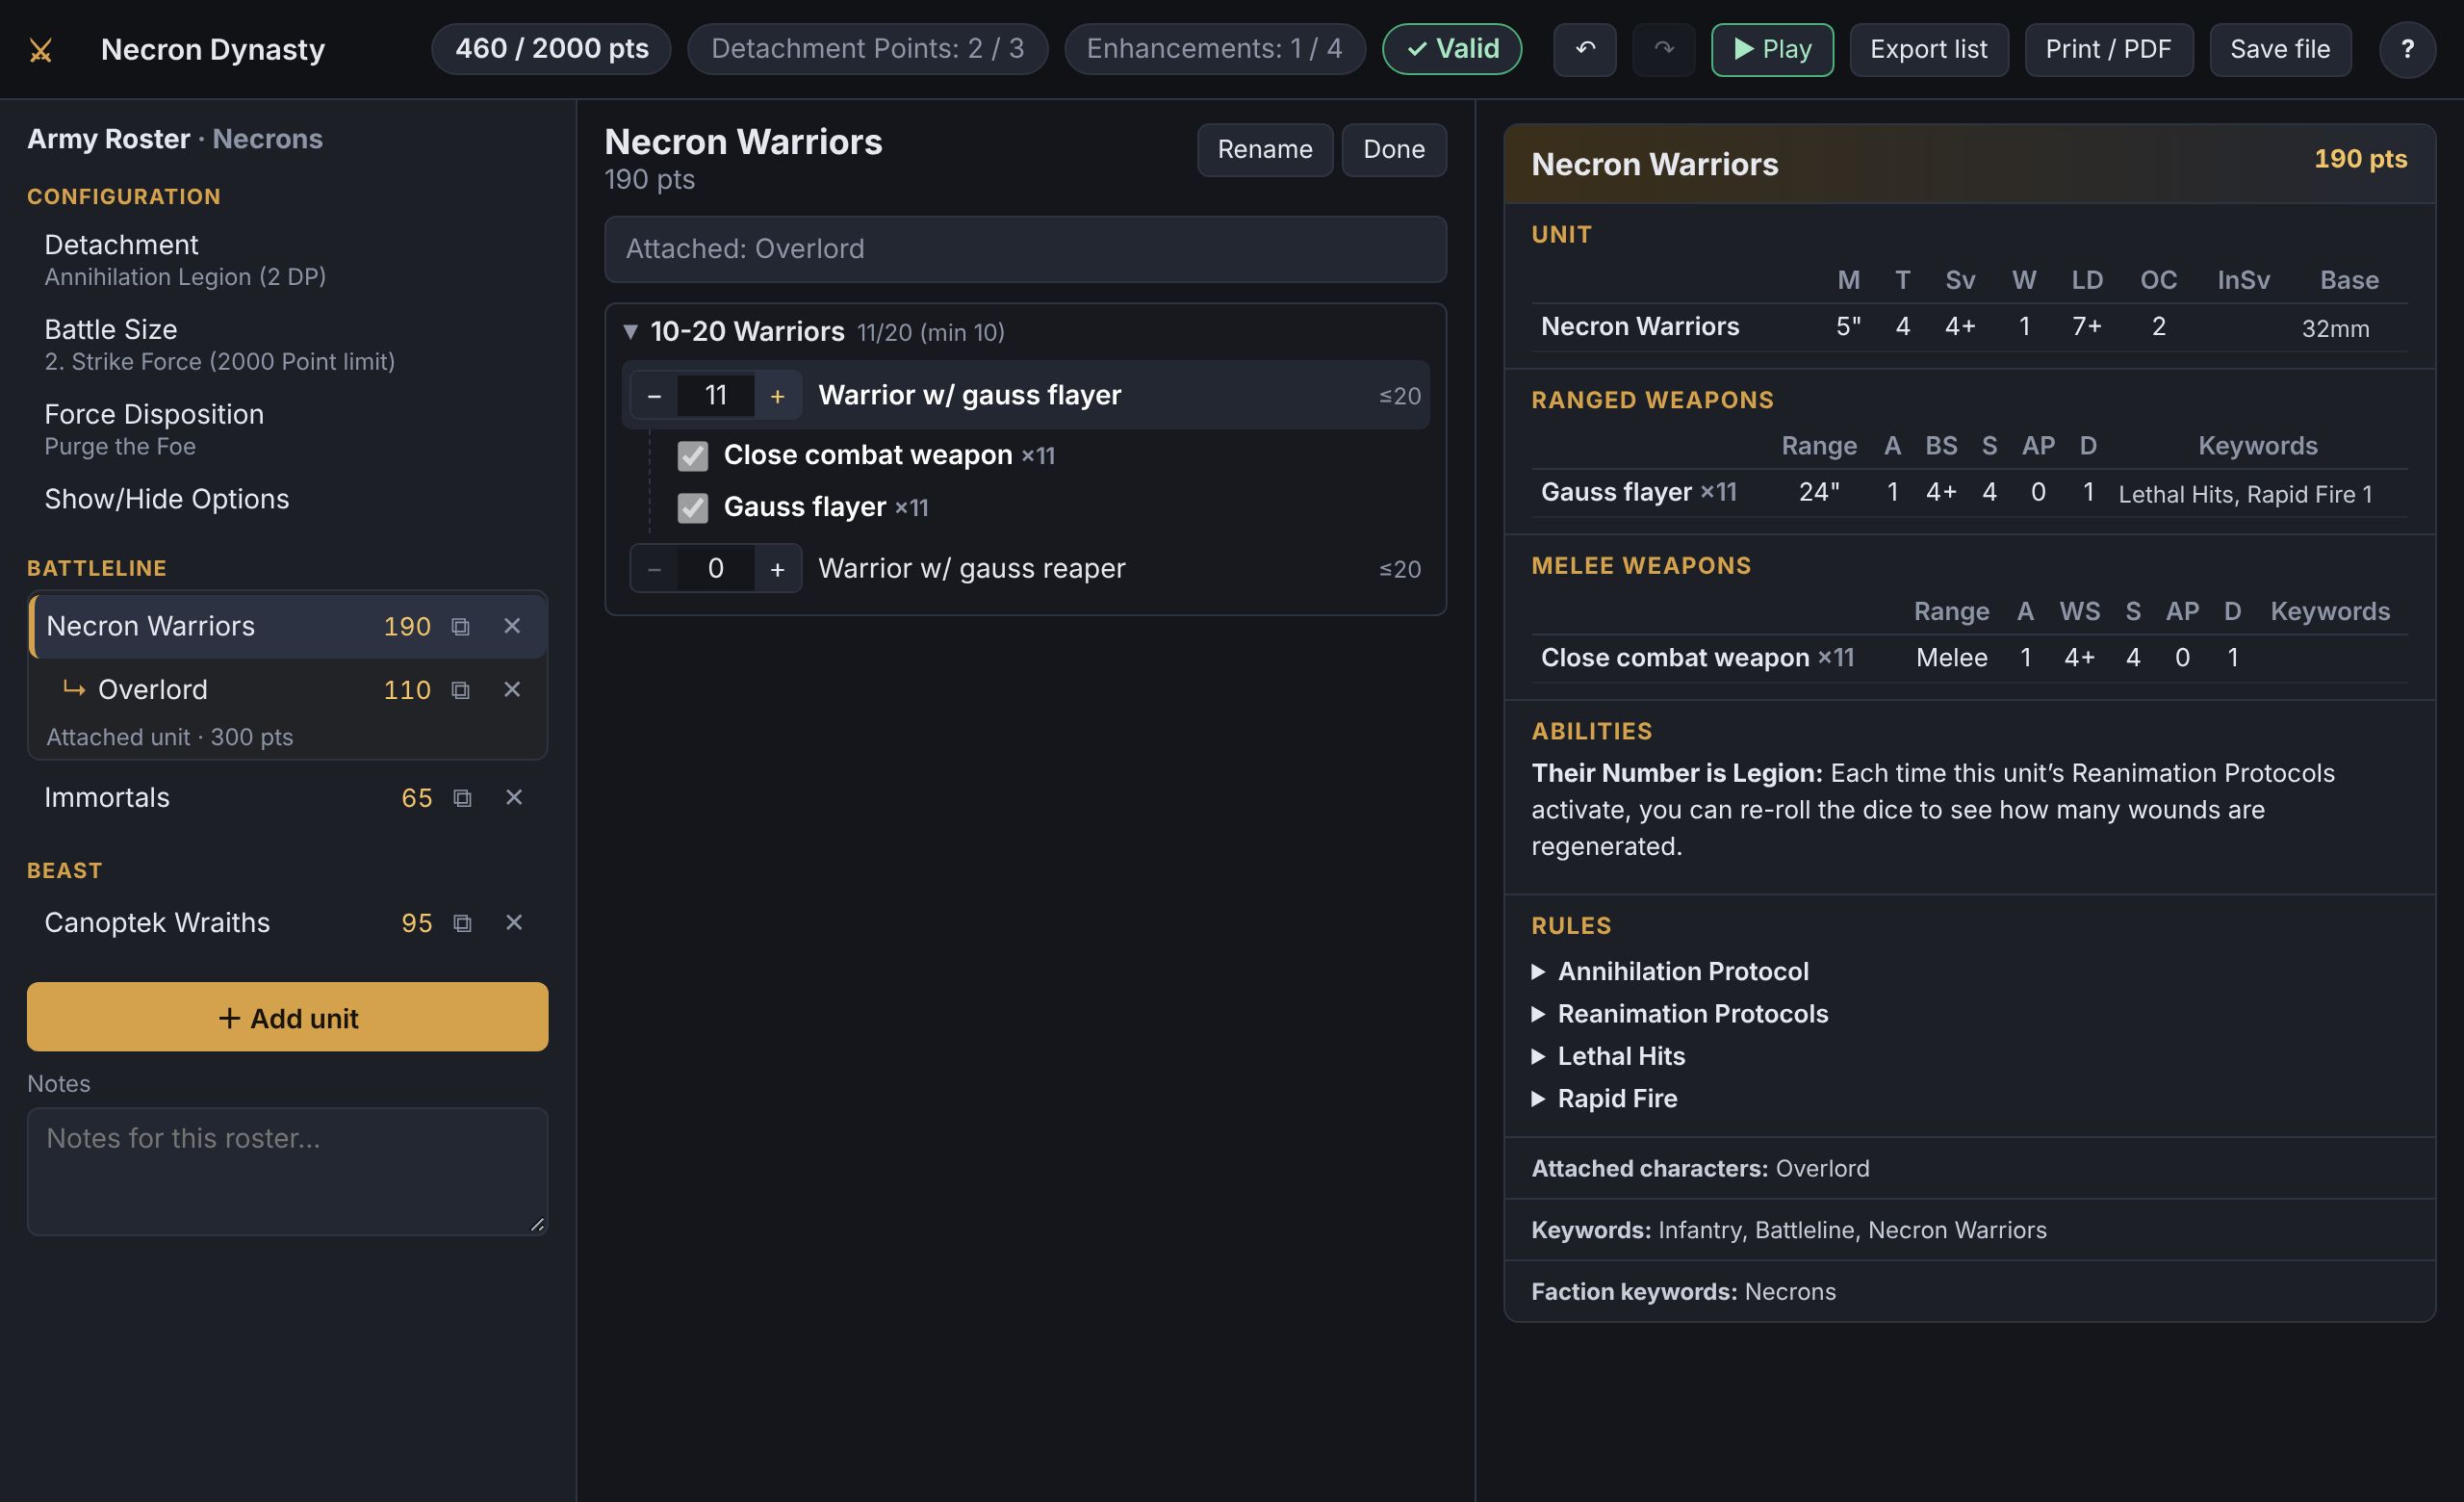 Necron Dynasty
460 / 2000 pts
Detachment Points: 2 / 3
Enhancements: 1 / 4
✓ Valid
↶
↷
▶ Play
Export list
Print / PDF
Save file
?
Army Roster · Necrons
CONFIGURATION
Detachment
Annihilation Legion (2 DP)
Battle Size
2. Strike Force (2000 Point limit)
Force Disposition
Purge the Foe
Show/Hide Options
BATTLELINE
Necron Warriors 190
↳ Overlord 110
Attached unit · 300 pts
Immortals 65
BEAST
Canoptek Wraiths 95
+ Add unit
Notes
Notes for this roster...
Necron Warriors
190 pts
Rename
Done
Attached: Overlord
▼ 10-20 Warriors 11/20 (min 10)
− 11 + Warrior w/ gauss flayer ≤20
Close combat weapon ×11
Gauss flayer ×11
− 0 + Warrior w/ gauss reaper ≤20
Necron Warriors 190 pts
UNIT
M T Sv W LD OC InSv Base
Necron Warriors 5" 4 4+ 1 7+ 2 32mm
RANGED WEAPONS
Range A BS S AP D Keywords
Gauss flayer ×11 24" 1 4+ 4 0 1 Lethal Hits, Rapid Fire 1
MELEE WEAPONS
Range A WS S AP D Keywords
Close combat weapon ×11 Melee 1 4+ 4 0 1
ABILITIES
Their Number is Legion: Each time this unit’s Reanimation Protocols
activate, you can re-roll the dice to see how many wounds are
regenerated.
RULES
▶ Annihilation Protocol
▶ Reanimation Protocols
▶ Lethal Hits
▶ Rapid Fire
Attached characters: Overlord
Keywords: Infantry, Battleline, Necron Warriors
Faction keywords: Necrons